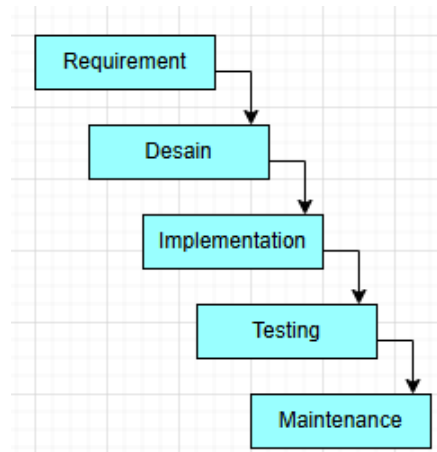 Requirement
Desain
Implementation
Testing
Maintenance